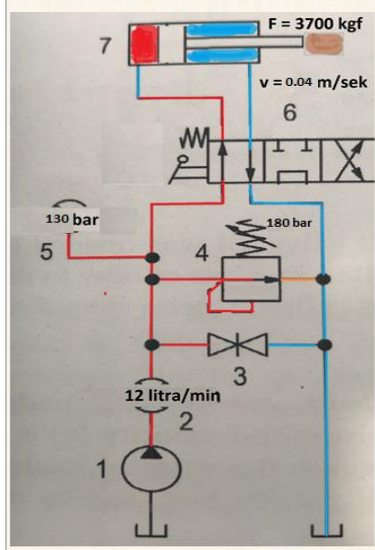 F = 3700 kgf
7
v = 0.04 m/sek
6
130 bar
180 bar
5
4
3
12 litra/min
2
1